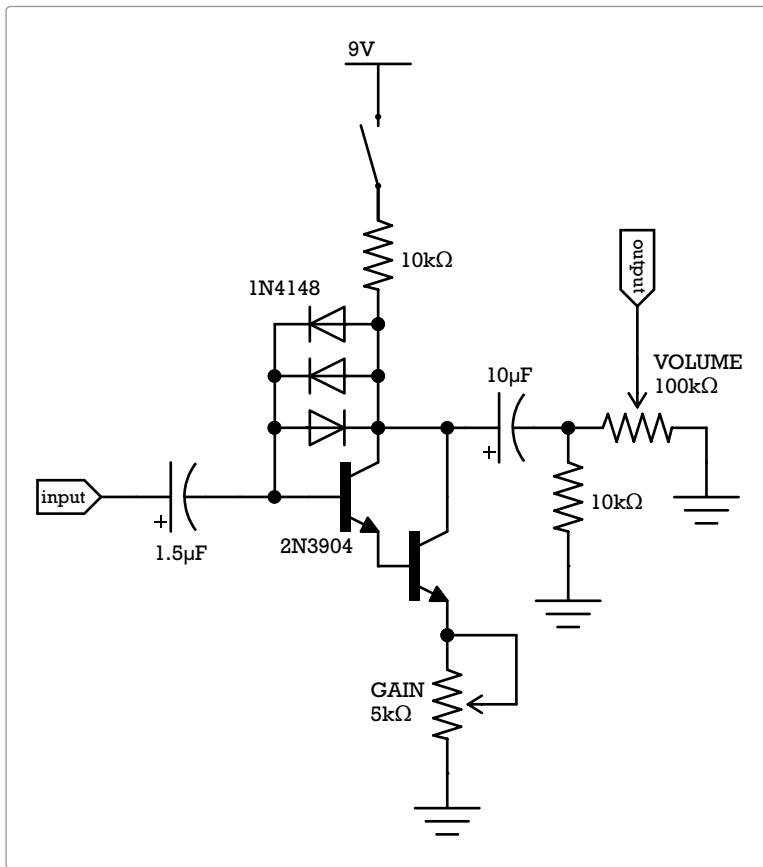 9V
10kΩ
1N4148
output
VOLUME
100kΩ
10µF
+
input
+
1.5µF
2N3904
10kΩ
GAIN
5kΩ